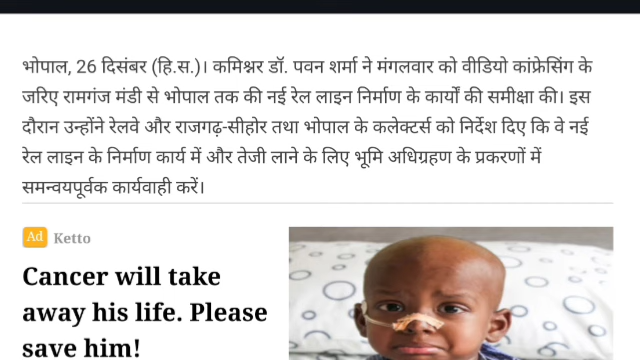 भोपाल, 26 दिसंबर (हि.स.)। कमिश्नर डॉ. पवन शर्मा ने मंगलवार को वीडियो कांफ्रेसिंग के
जरिए रामगंज मंडी से भोपाल तक की नई रेल लाइन निर्माण के कार्यों की समीक्षा की। इस
दौरान उन्होंने रेलवे और राजगढ़-सीहोर तथा भोपाल के कलेक्टर्स को निर्देश दिए कि वे नई
रेल लाइन के निर्माण कार्य में और तेजी लाने के लिए भूमि अधिग्रहण के प्रकरणों में
समन्वयपूर्वक कार्यवाही करें।
Ad Ketto
Cancer will take
away his life. Please
save him!